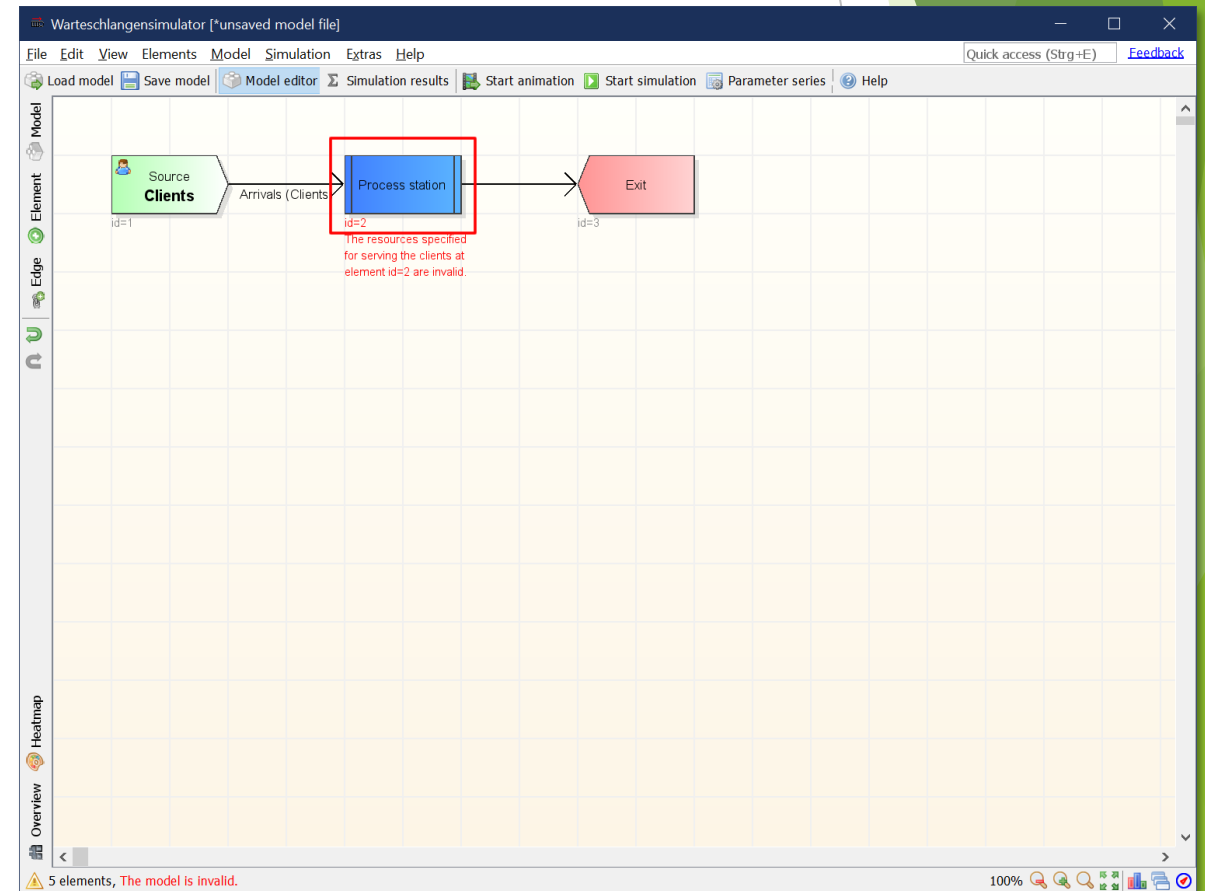 Warteschlangensimulator [*unsaved model file]
File Edit View Elements Model Simulation Extras Help
Quick access (Strg+E) Feedback
Load model Save model Model editor Σ Simulation results Start animation Start simulation Parameter series Help
Model
Element
Edge
Heatmap
Overview
Source
Clients
id=1
Arrivals (Clients
Process station
id=2
The resources specified
for serving the clients at
element id=2 are invalid.
Exit
id=3
5 elements, The model is invalid.
100%